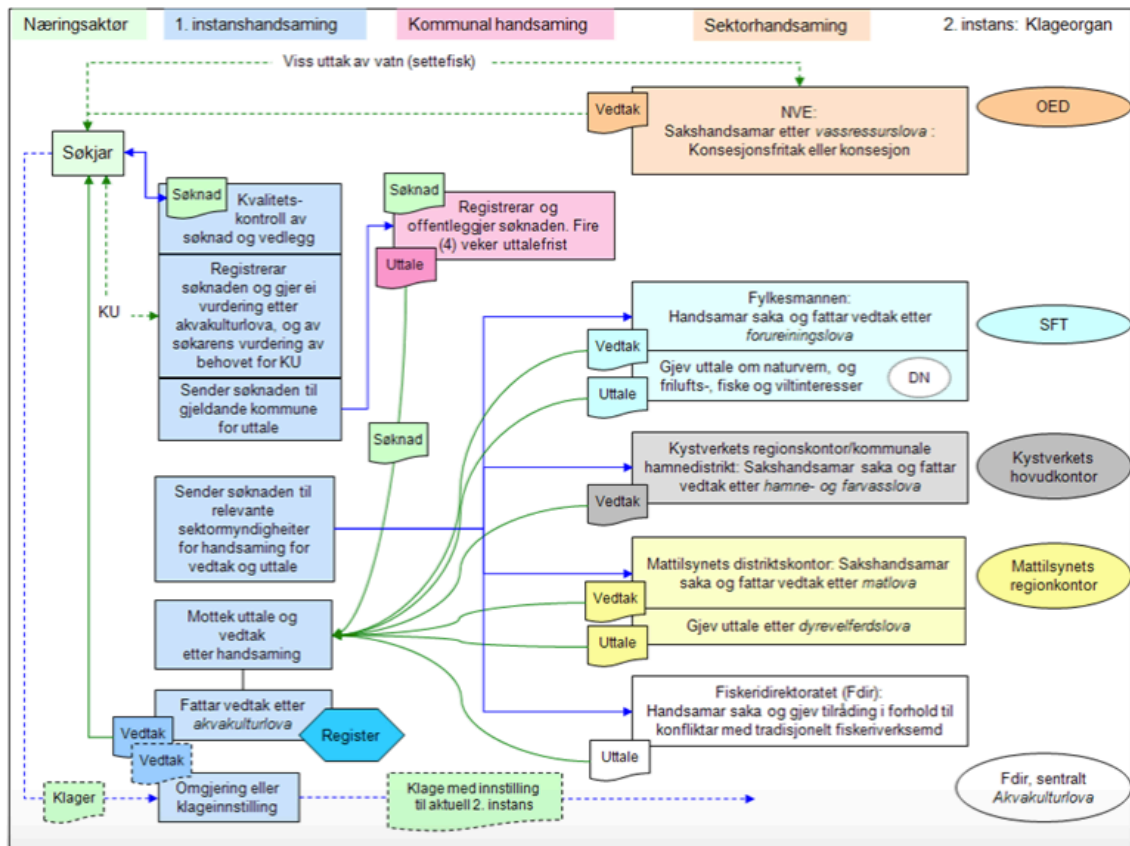 Næringsaktør
1. instanshandsaming
Kommunal handsaming
Sektorhandsaming
2. instans: Klageorgan
Viss uttak av vatn (settefisk)
Vedtak
NVE:
Sakshandsamar etter vassressurslova :
Konsesjonsfritak eller konsesjon
OED
Søkjar
Søknad
Kvalitets-
kontroll av
søknad og vedlegg
Søknad
Registrerar og
offentleggjer søknaden. Fire
(4) veker uttalefrist
Uttale
KU
Registrerar
søknaden og gjer ei
vurdering etter
akvakulturlova, og av
søkarens vurdering av
behovet for KU
Sender søknaden til
gjeldande kommune
for uttale
Fylkesmannen:
Handsamar saka og fattar vedtak etter
forureiningslova
Vedtak
SFT
Gjev uttale om naturvern, og
frilufts-, fiske og viltinteresser
DN
Uttale
Søknad
Kystverkets regionskontor/kommunale
hamnedistrikt: Sakshandsamar saka og fattar
vedtak etter hamne- og farvasslova
Vedtak
Kystverkets
hovudkontor
Sender søknaden til
relevante
sektormyndigheiter
for handsaming for
vedtak og uttale
Mattilsynets distriktskontor: Sakshandsamar
saka og fattar vedtak etter matlova
Vedtak
Mattilsynets
regionkontor
Gjev uttale etter dyrevelferdslova
Uttale
Mottek uttale og
vedtak
etter handsaming
Fattar vedtak etter
akvakulturlova
Register
Vedtak
Vedtak
Fiskeridirektoratet (Fdir):
Handsamar saka og gjev tilråding i forhold til
konfliktar med tradisjonelt fiskeriverksemd
Uttale
Klager
Omgjering eller
klageinnstilling
Klage med innstilling
til aktuell 2. instans
Fdir, sentralt
Akvakulturlova